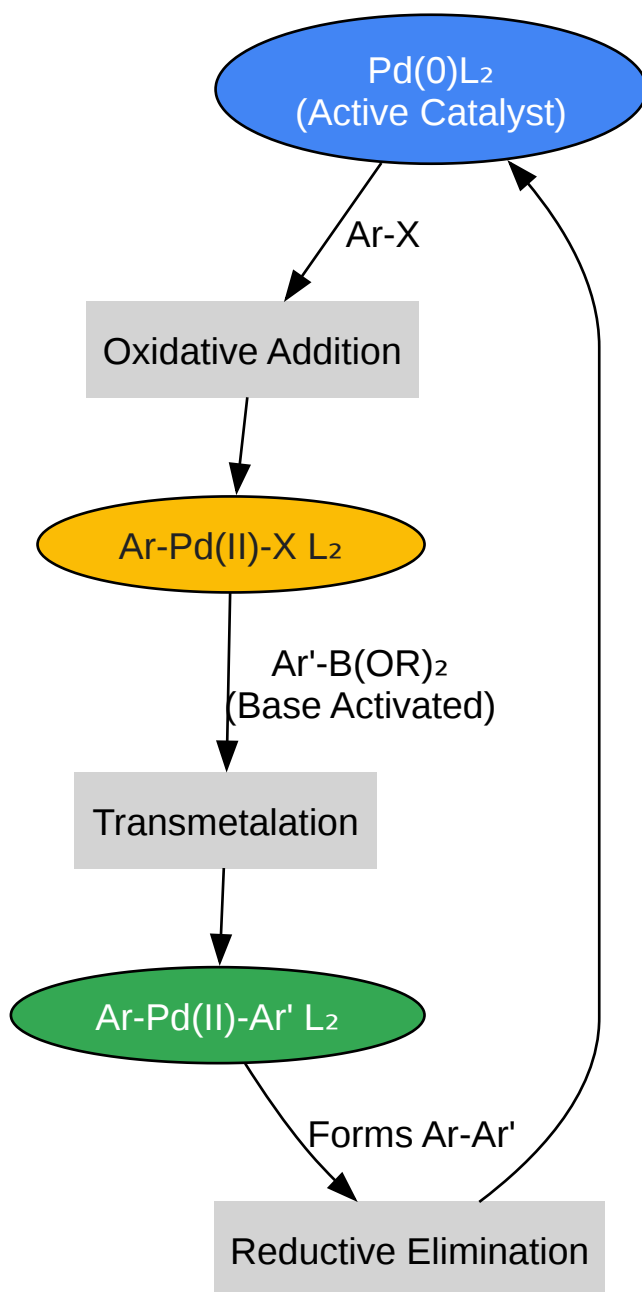 Pd(0)L₂
(Active Catalyst)
Ar-X
Oxidative Addition
Ar-Pd(II)-X L₂
Ar'-B(OR)₂
(Base Activated)
Transmetalation
Ar-Pd(II)-Ar' L₂
Forms Ar-Ar'
Reductive Elimination